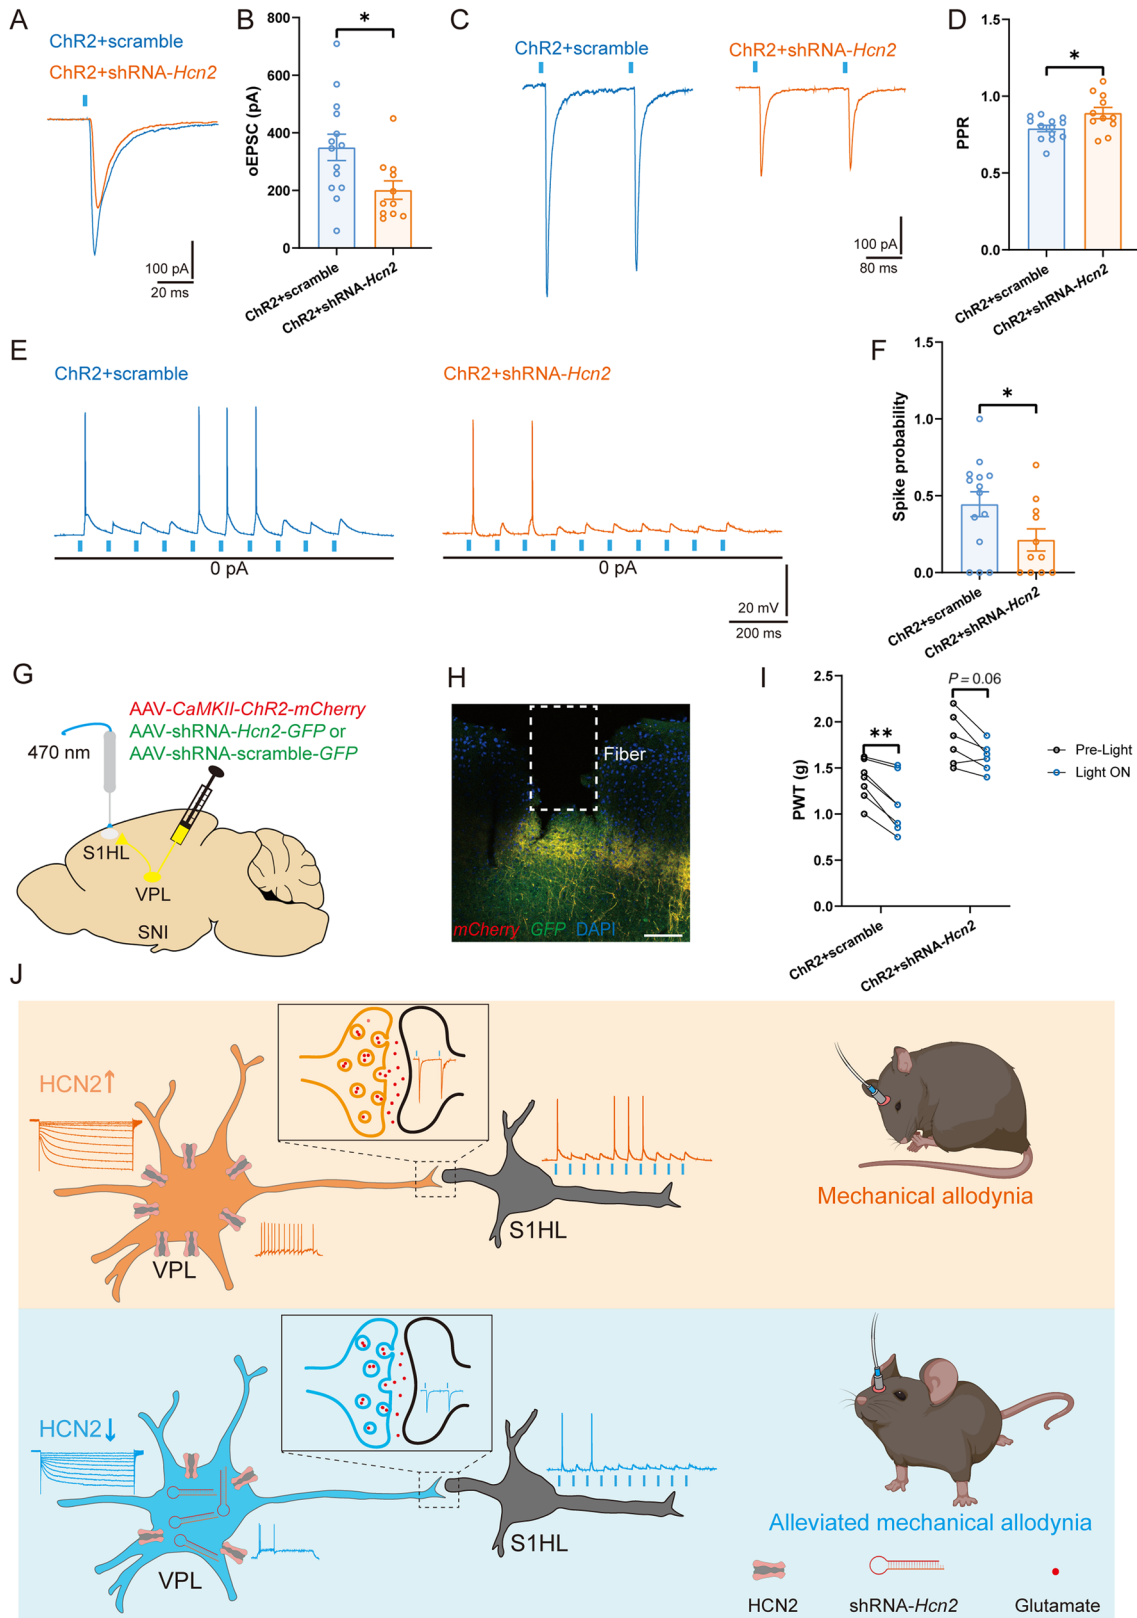 A
ChR2+scramble
ChR2+shRNA-Hcn2
100 pA
20 ms
B
800
600
400
200
0
oEPSC (pA)
*
ChR2+scramble
ChR2+shRNA-Hcn2
C
ChR2+scramble
ChR2+shRNA-Hcn2
100 pA
80 ms
D
1.5
1.0
0.5
0.0
PPR
*
ChR2+scramble
ChR2+shRNA-Hcn2
E
ChR2+scramble
ChR2+shRNA-Hcn2
0 pA
0 pA
20 mV
200 ms
F
1.5
1.0
0.5
0.0
Spike probability
*
ChR2+scramble
ChR2+shRNA-Hcn2
G
AAV-CaMKII-ChR2-mCherry
AAV-shRNA-Hcn2-GFP or
AAV-shRNA-scramble-GFP
470 nm
S1HL
VPL
SNI
H
Fiber
mCherry GFP DAPI
I
2.5
2.0
1.5
1.0
0.5
0.0
PWT (g)
**
P = 0.06
Pre-Light
Light ON
ChR2+scramble
ChR2+shRNA-Hcn2
J
HCN2↑
VPL
S1HL
Mechanical allodynia
HCN2↓
VPL
S1HL
Alleviated mechanical allodynia
HCN2
shRNA-Hcn2
Glutamate